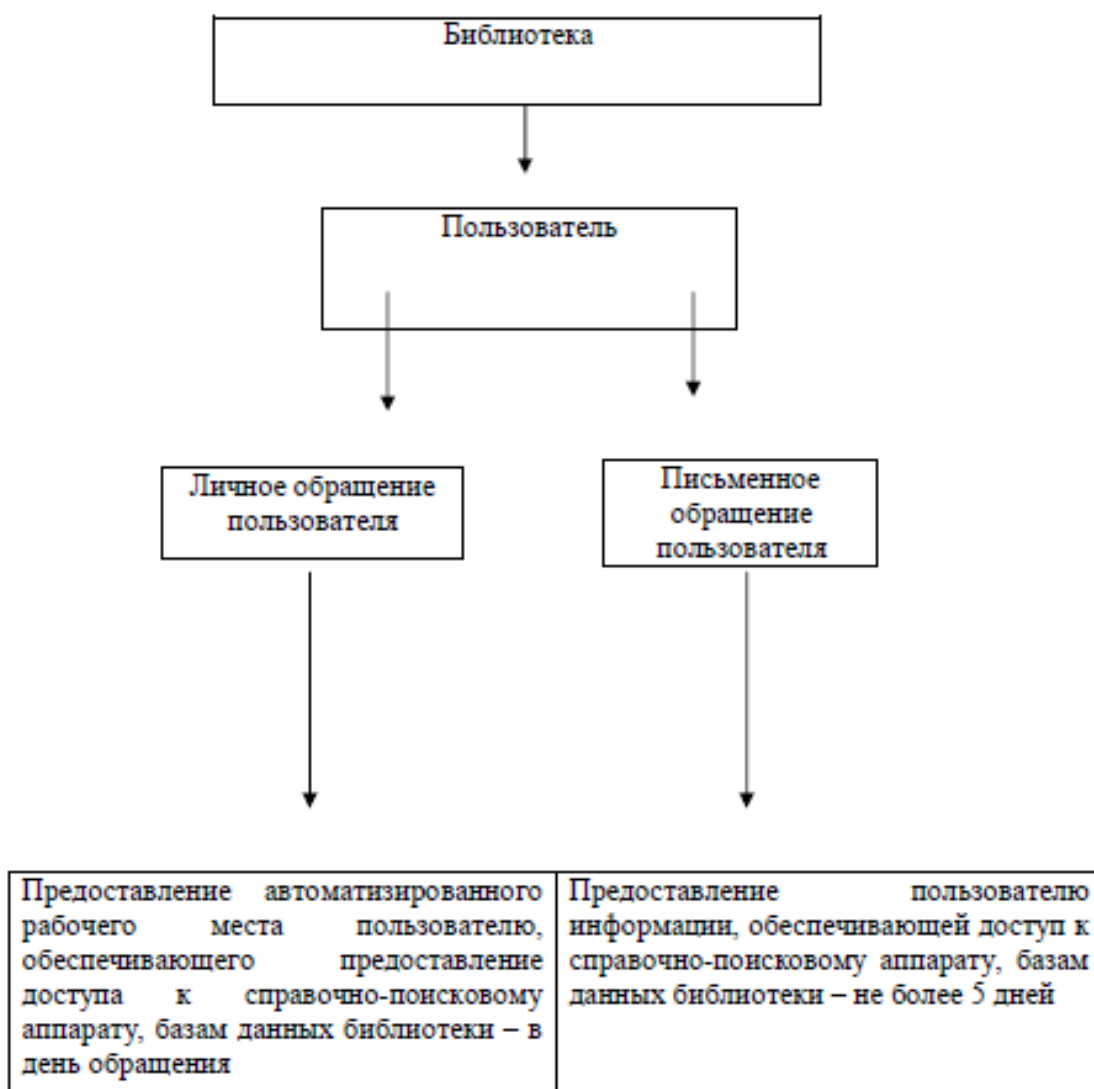 Библиотека
Пользователь
Личное обращение
пользователя
Письменное
обращение
пользователя
Предоставление автоматизированного
рабочего места пользователю,
обеспечивающего предоставление
доступа к справочно-поисковому
аппарату, базам данных библиотеки – в
день обращения
Предоставление пользователю
информации, обеспечивающей доступ к
справочно-поисковому аппарату, базам
данных библиотеки – не более 5 дней